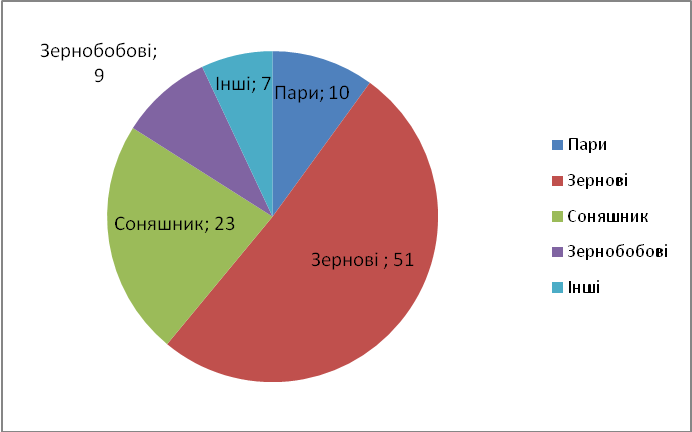 Зернобобові;
9
Інші; 7
Пари; 10
Соняшник; 23
Зернові ; 51
Пари
Зернові
Соняшник
Зернобобові
Інші